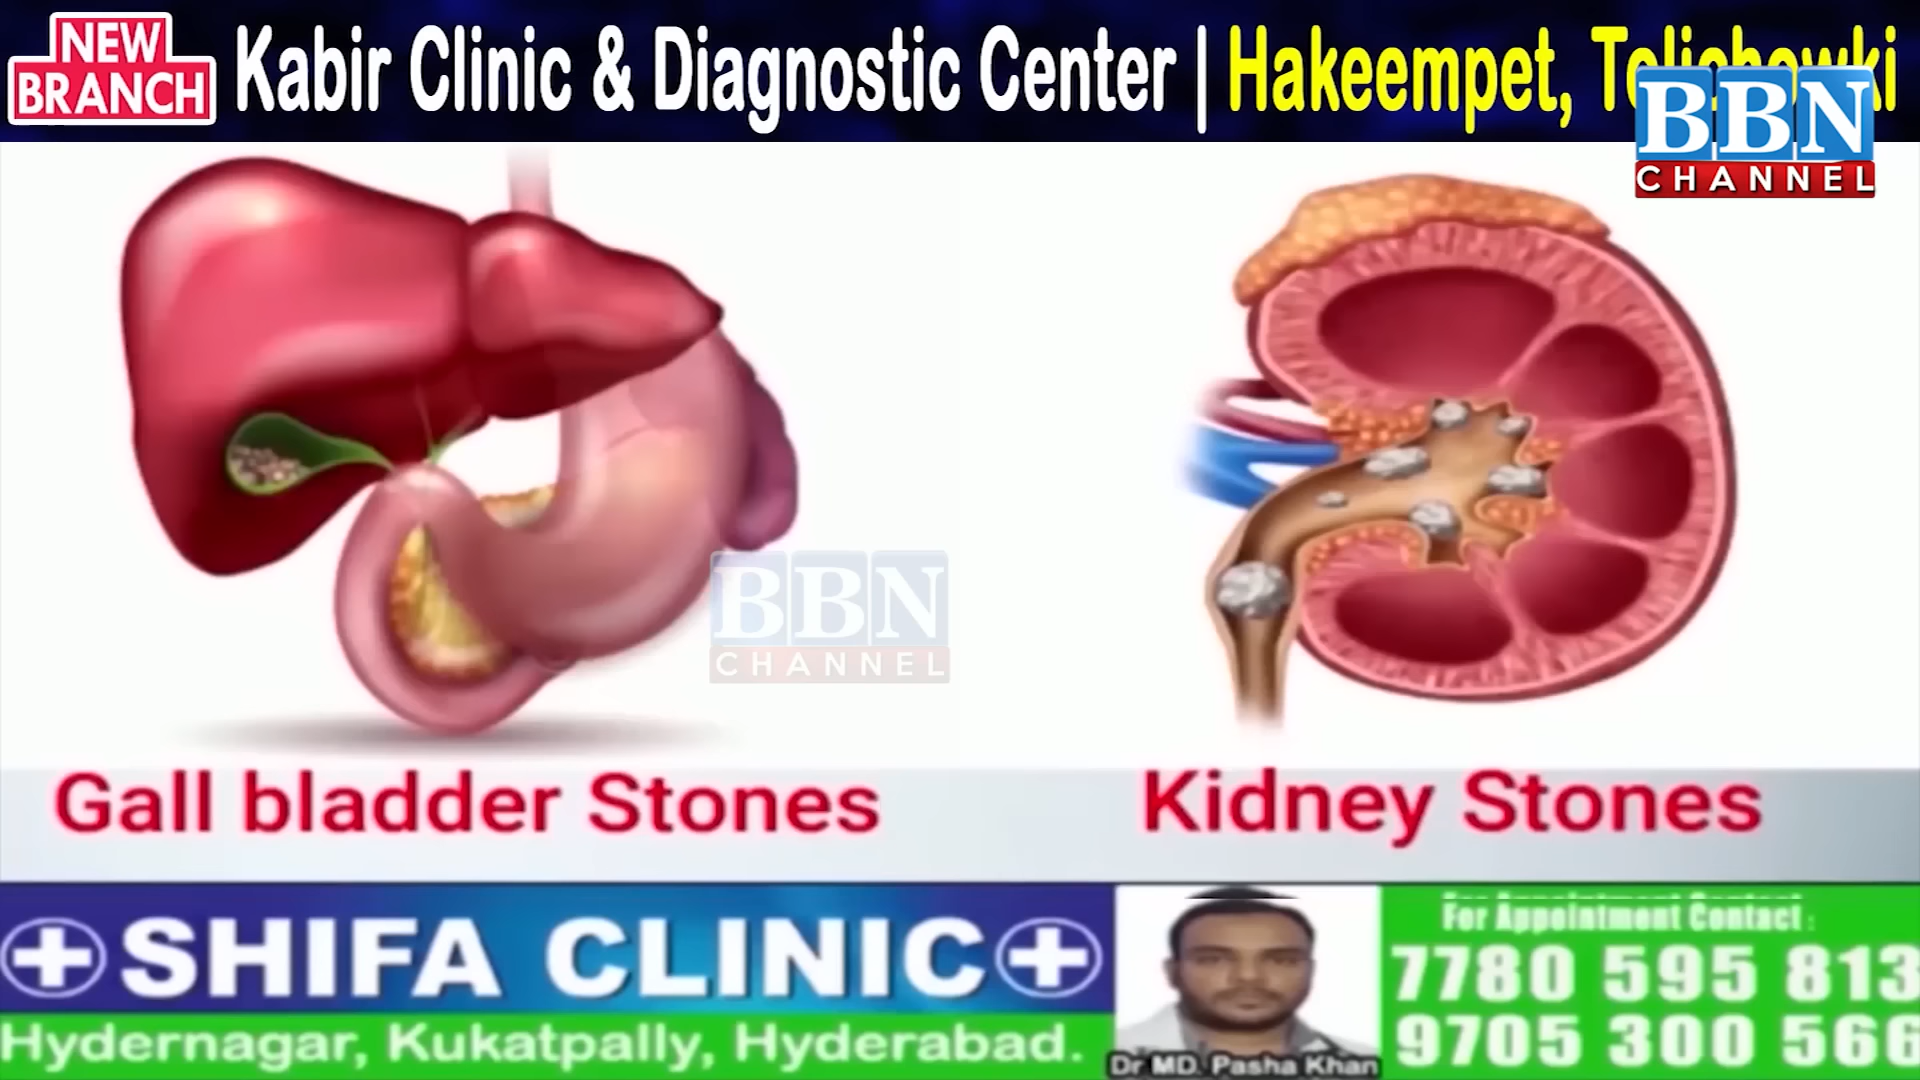 NEW
BRANCH
Kabir Clinic & Diagnostic Center | Hakeempet, Tolichowki
BBN
CHANNEL
BBN
CHANNEL
Gall bladder Stones
Kidney Stones
SHIFA CLINIC
Hydernagar, Kukatpally, Hyderabad.
Dr MD. Pasha Khan
For Appointment Contact :
7780 595 813
9705 300 566